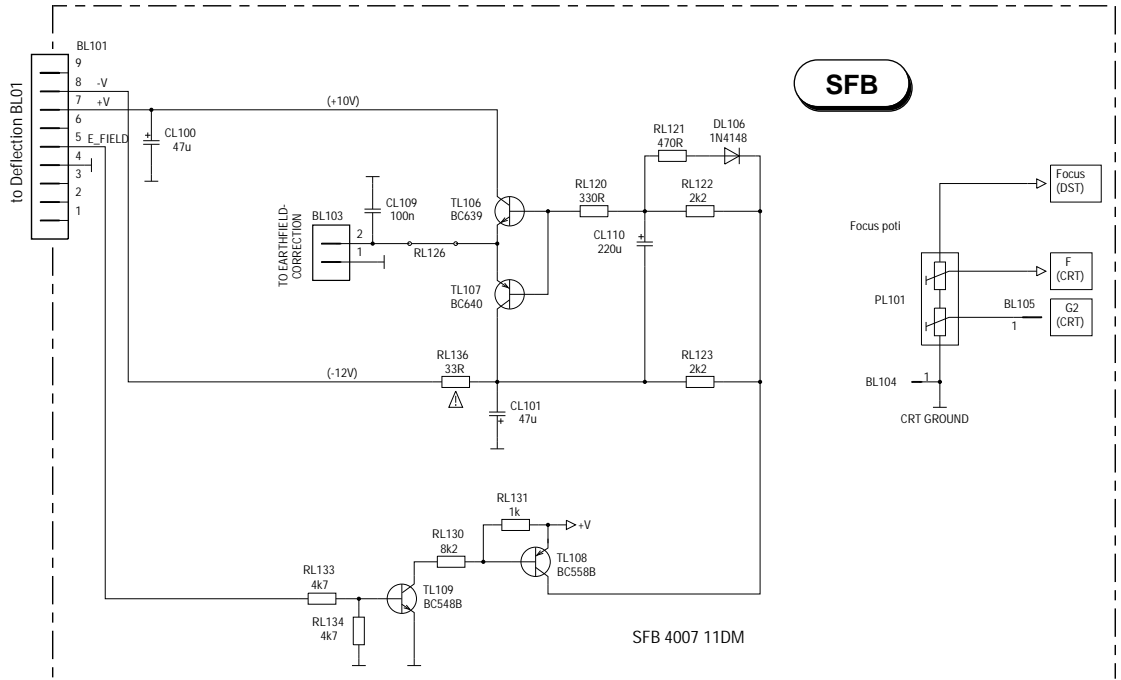 to Deflection BL01
BL101
9
8 -V
7 +V
6
5 E_FIELD
4
3
2
1
(+10V)
CL100
47u
SFB
RL121
470R
DL106
1N4148
RL120
330R
RL122
2k2
TL106
BC639
CL109
100n
BL103
2
1
TO EARTHFIELD-
CORRECTION
RL126
CL110
220u
TL107
BC640
RL136
33R
(-12V)
RL123
2k2
CL101
47u
Focus
(DST)
Focus poti
F
(CRT)
PL101
BL105
1
G2
(CRT)
BL104
1
CRT GROUND
RL131
1k
+V
RL130
8k2
TL108
BC558B
RL133
4k7
TL109
BC548B
RL134
4k7
SFB 4007 11DM